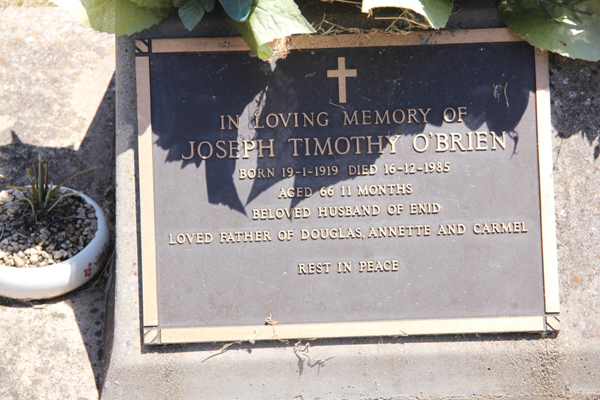 IN LOVING MEMORY OF
JOSEPH TIMOTHY O'BRIEN
BORN 19-1-1919 DIED 16-12-1985
AGED 66 11 MONTHS
BELOVED HUSBAND OF ENID
LOVED FATHER OF DOUGLAS, ANNETTE AND CARMEL
REST IN PEACE